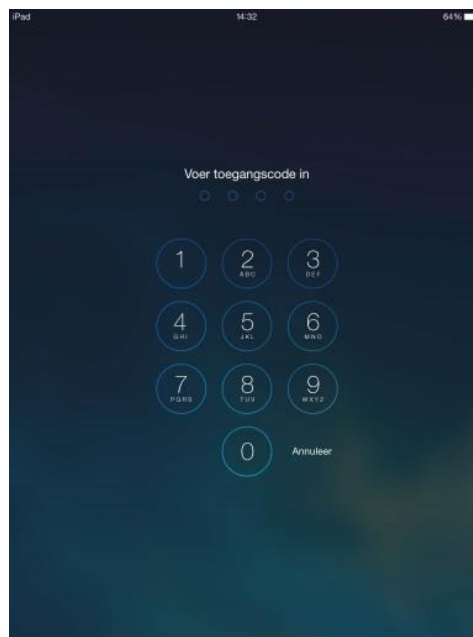 iPad 14:32 64%
Voer toegangscode in
1 2 3
ABC DEF
4 5 6
GHI JKL MNO
7 8 9
PQRS TUV WXYZ
0 Annuleer